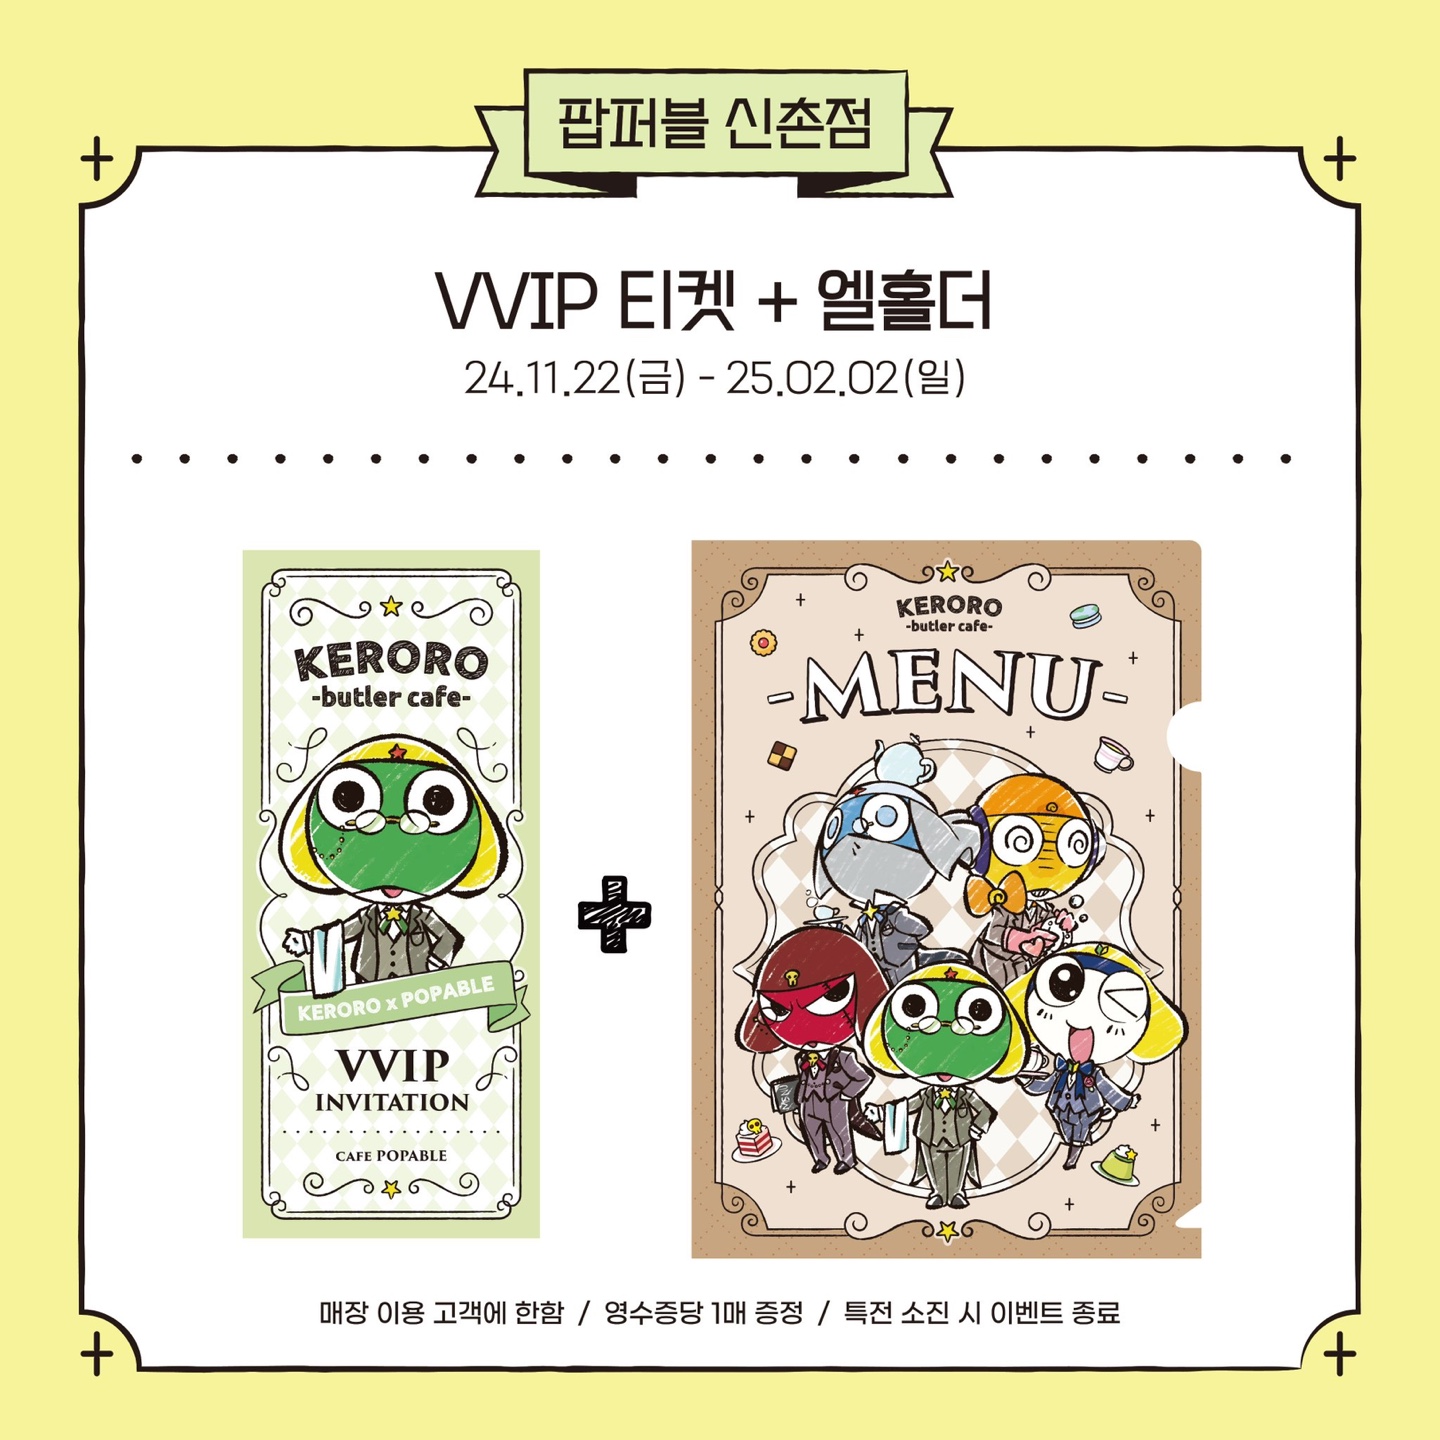 팝퍼블 신촌점
VVIP 티켓 + 엘홀더
24.11.22(금) - 25.02.02(일)
KERORO
-butler cafe-
KERORO x POPABLE
VVIP
INVITATION
CAFE POPABLE
KERORO
-butler cafe-
-MENU-
매장 이용 고객에 한함 / 영수증당 1매 증정 / 특전 소진 시 이벤트 종료